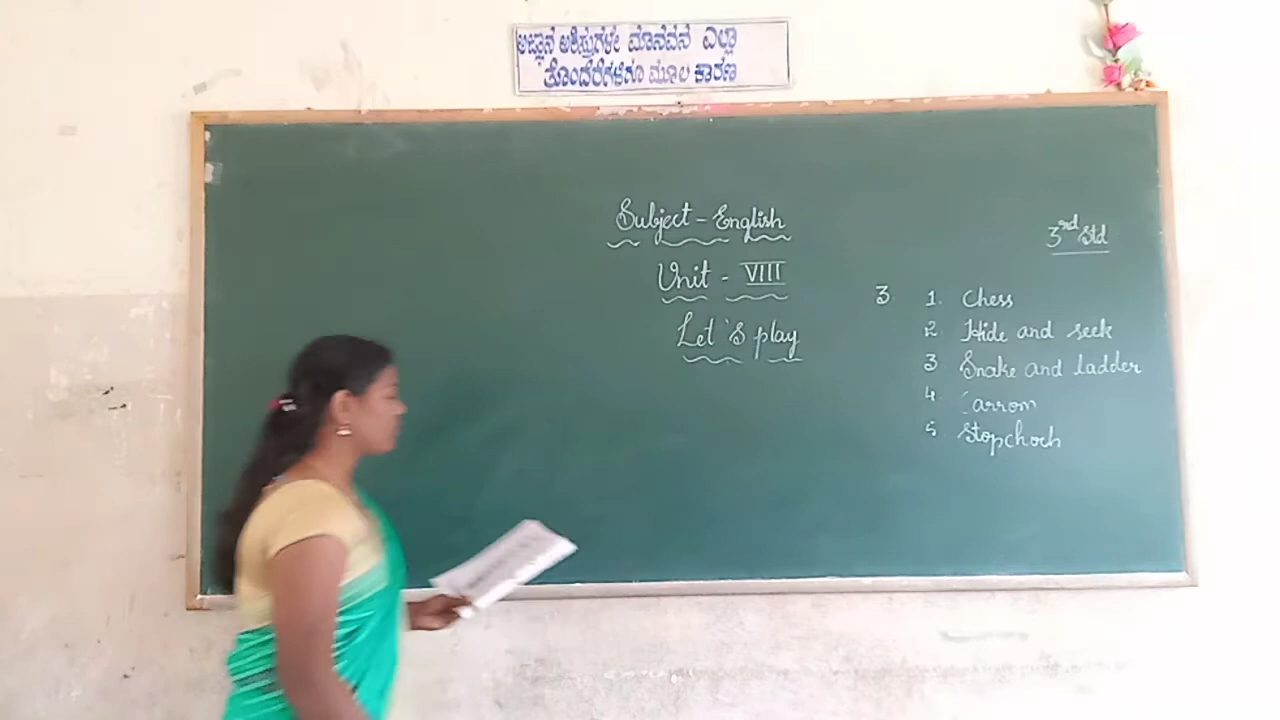 ಅಜ್ಞಾನ ಅಶಿಸ್ತುಗಳೇ ಮಾನವನ ಎಲ್ಲಾ
ತೊಂದರೆಗಳಿಗೂ ಮೂಲ ಕಾರಣ
Subject - English
Unit - VIII
Let's play
3rd Std
3. 1. Chess
2. Hide and seek
3 Snake and ladder
4. Carrom
5 Stopchoch